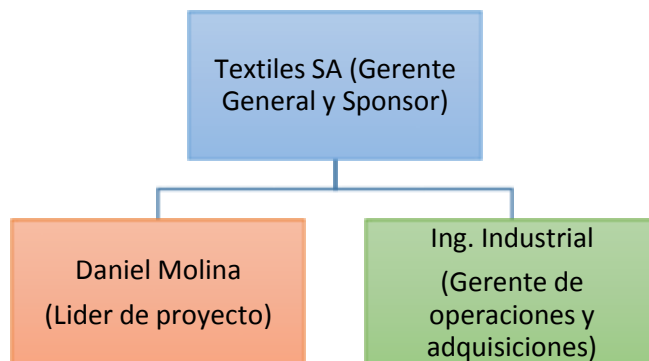 Textiles SA (Gerente
General y Sponsor)
Daniel Molina
(Lider de proyecto)
Ing. Industrial
(Gerente de
operaciones y
adquisiciones)